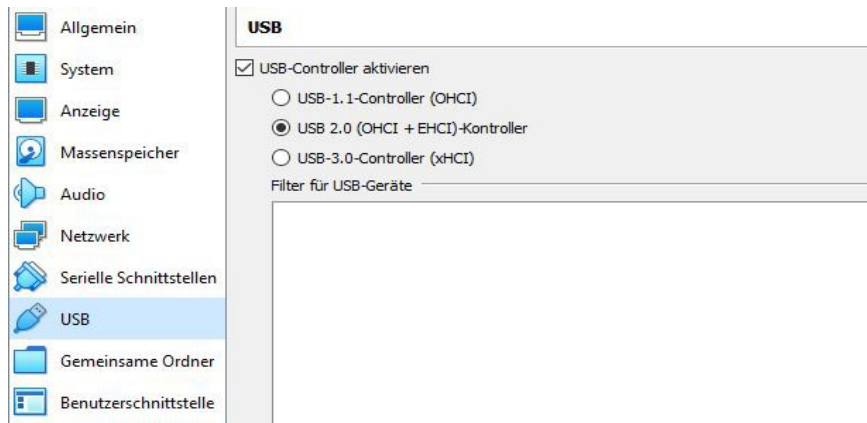 Allgemein
System
Anzeige
Massenspeicher
Audio
Netzwerk
Serielle Schnittstellen
USB
Gemeinsame Ordner
Benutzerschnittstelle
USB
USB-Controller aktivieren
USB-1.1-Controller (OHCI)
USB 2.0 (OHCI + EHCI)-Kontroller
USB-3.0-Controller (xHCI)
Filter für USB-Geräte